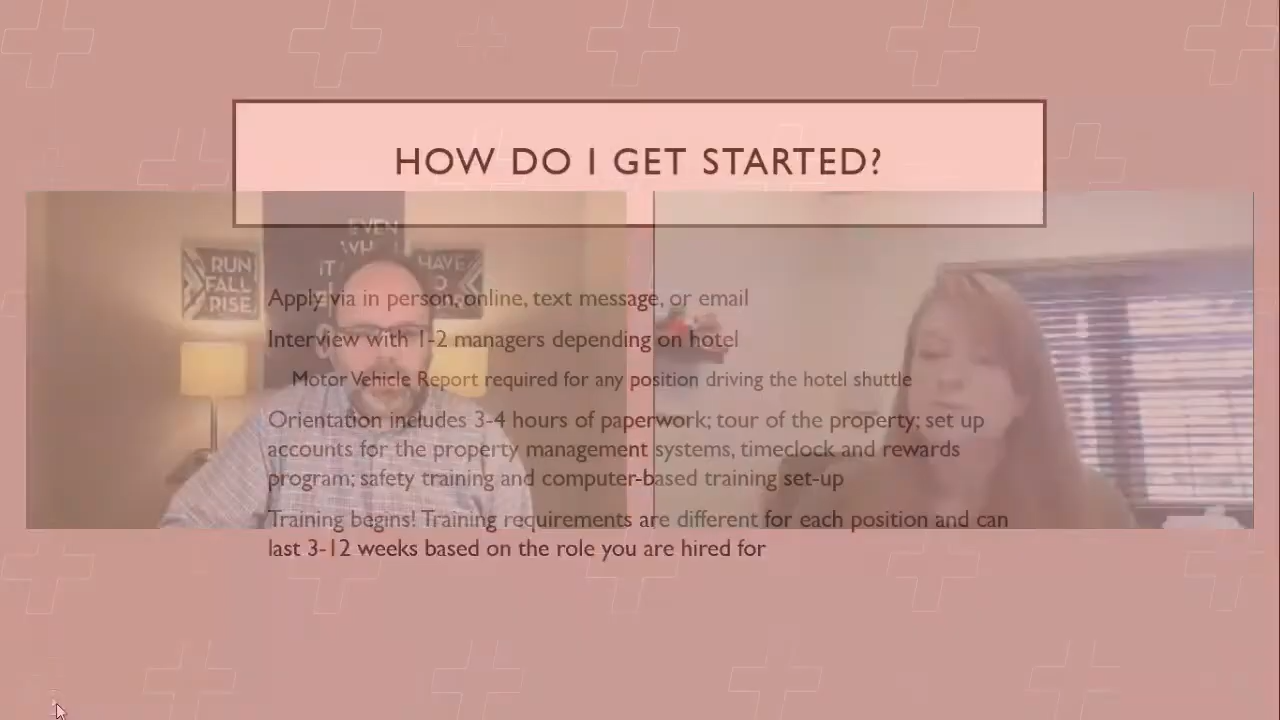 HOW DO I GET STARTED?
EVEN
WH
IT
HAVE
RUN
FALL
RISE.
Apply via in person, online, text message, or email
Interview with 1-2 managers depending on hotel
Motor Vehicle Report required for any position driving the hotel shuttle
Orientation includes 3-4 hours of paperwork; tour of the property; set up
accounts for the property management systems, timeclock and rewards
program; safety training and computer-based training set-up
Training begins! Training requirements are different for each position and can
last 3-12 weeks based on the role you are hired for